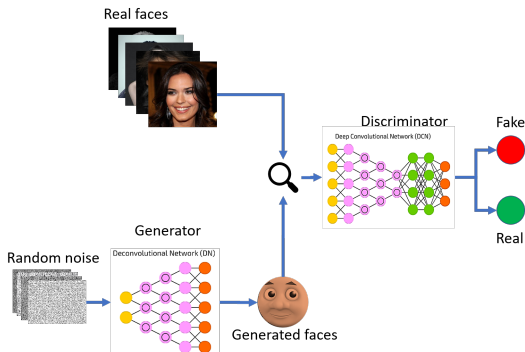 Real faces
Discriminator
Fake
Deep Convolutional Network (DCN)
Real
Generator
Random noise
Deconvolutional Network (DN)
Generated faces